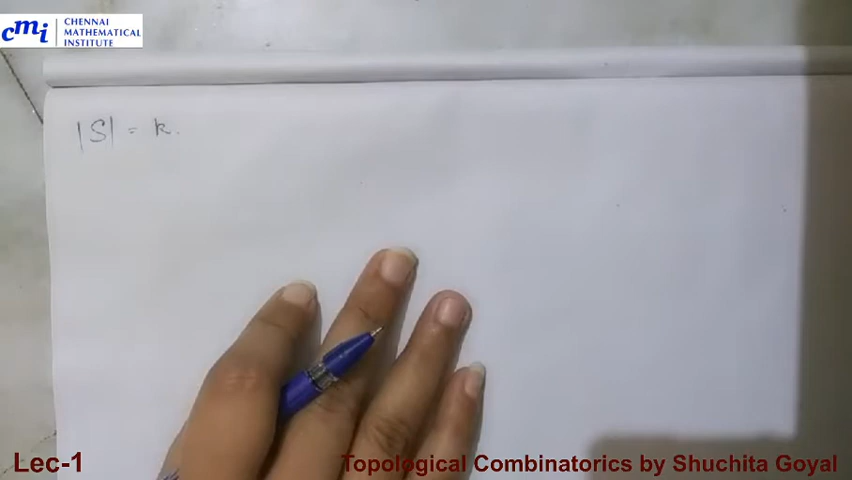 cmi CHENNAI
MATHEMATICAL
INSTITUTE
|S| = k.
Lec-1
Topological Combinatorics by Shuchita Goyal